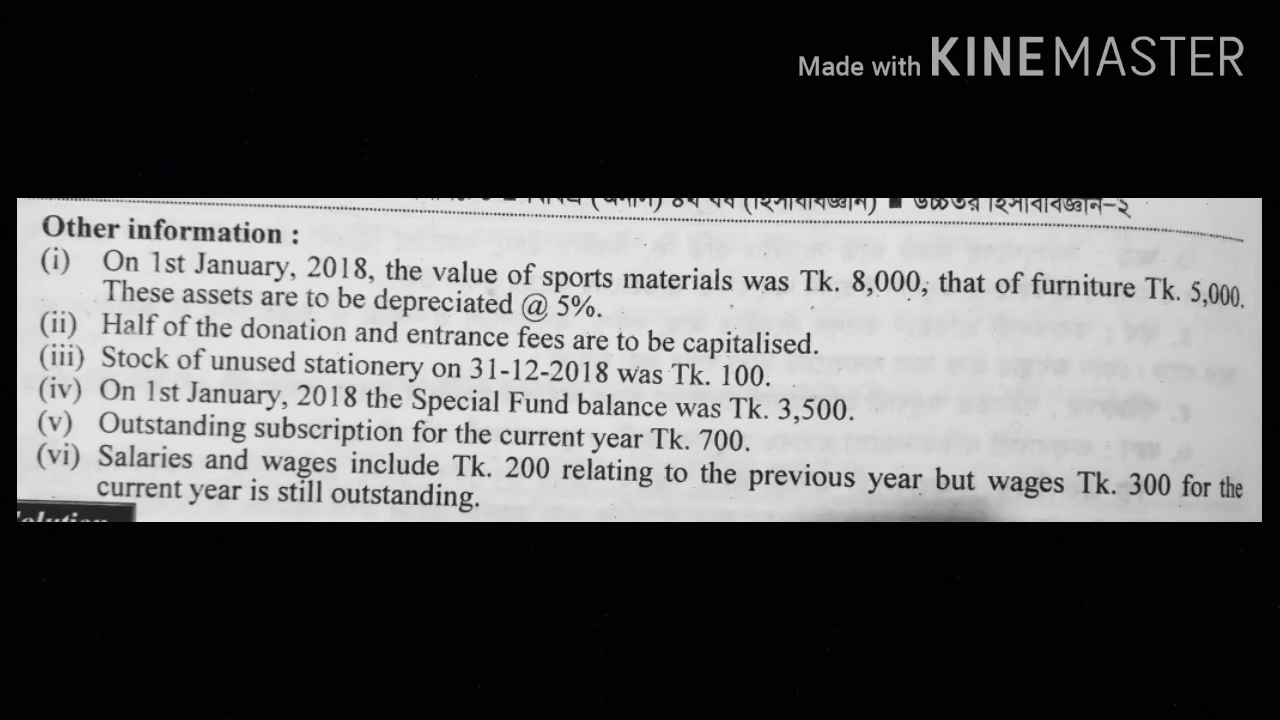 Made with KINEMASTER
(হিসাববিজ্ঞান) ■ উচ্চতর হিসাববিজ্ঞান-২
Other information :
(i) On 1st January, 2018, the value of sports materials was Tk. 8,000, that of furniture Tk. 5,000.
These assets are to be depreciated @ 5%.
(ii) Half of the donation and entrance fees are to be capitalised.
(iii) Stock of unused stationery on 31-12-2018 was Tk. 100.
(iv) On 1st January, 2018 the Special Fund balance was Tk. 3,500.
(v) Outstanding subscription for the current year Tk. 700.
(vi) Salaries and wages include Tk. 200 relating to the previous year but wages Tk. 300 for the
current year is still outstanding.